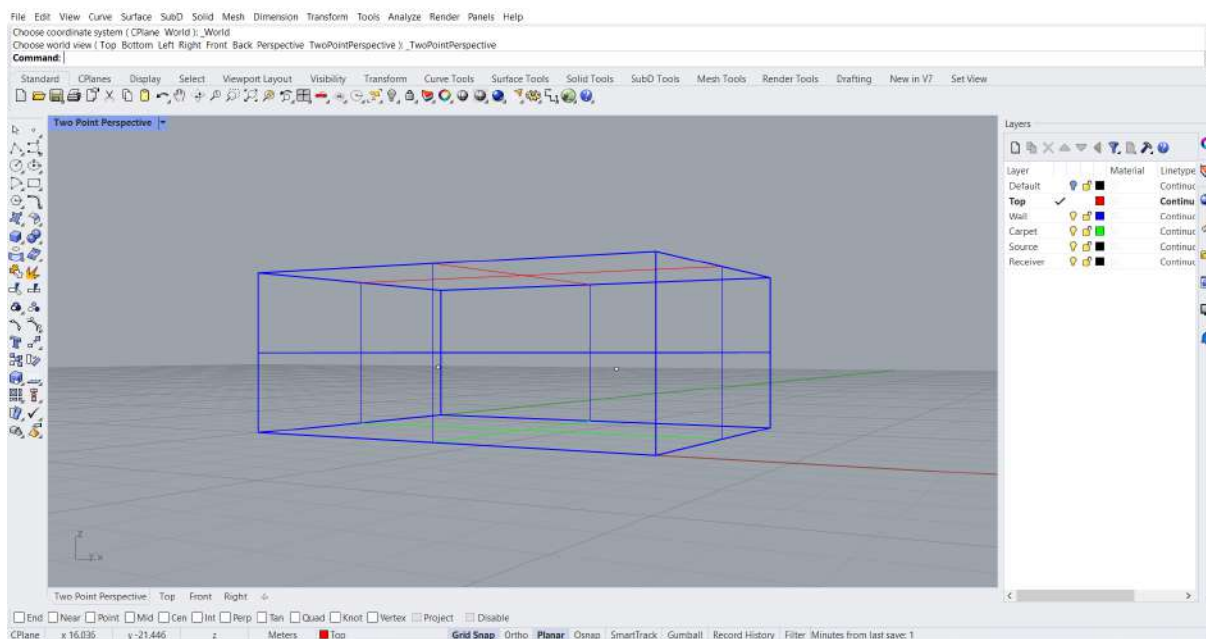 File Edit View Curve Surface SubD Solid Mesh Dimension Transform Tools Analyze Render Panels Help
Choose coordinate system ( CPlane World ): _World
Choose world view ( Top Bottom Left Right Front Back Perspective TwoPointPerspective ): _TwoPointPerspective
Command:
Standard CPlanes Display Select Viewport Layout Visibility Transform Curve Tools Surface Tools Solid Tools SubD Tools Mesh Tools Render Tools Drafting New in V7 Set View
Two Point Perspective
Layers
Layer Material Linetype
Default Continuc
Top Continu
Wall Continuc
Carpet Continuc
Source Continuc
Receiver Continuc
z
y x
Two Point Perspective Top Front Right
End Near Point Mid Cen Int Perp Tan Quad Knot Vertex Project Disable
CPlane x 16.035 y -21.446 z Meters Top Grid Snap Ortho Planar Osnap SmartTrack Gumball Record History Filter Minutes from last save: 1